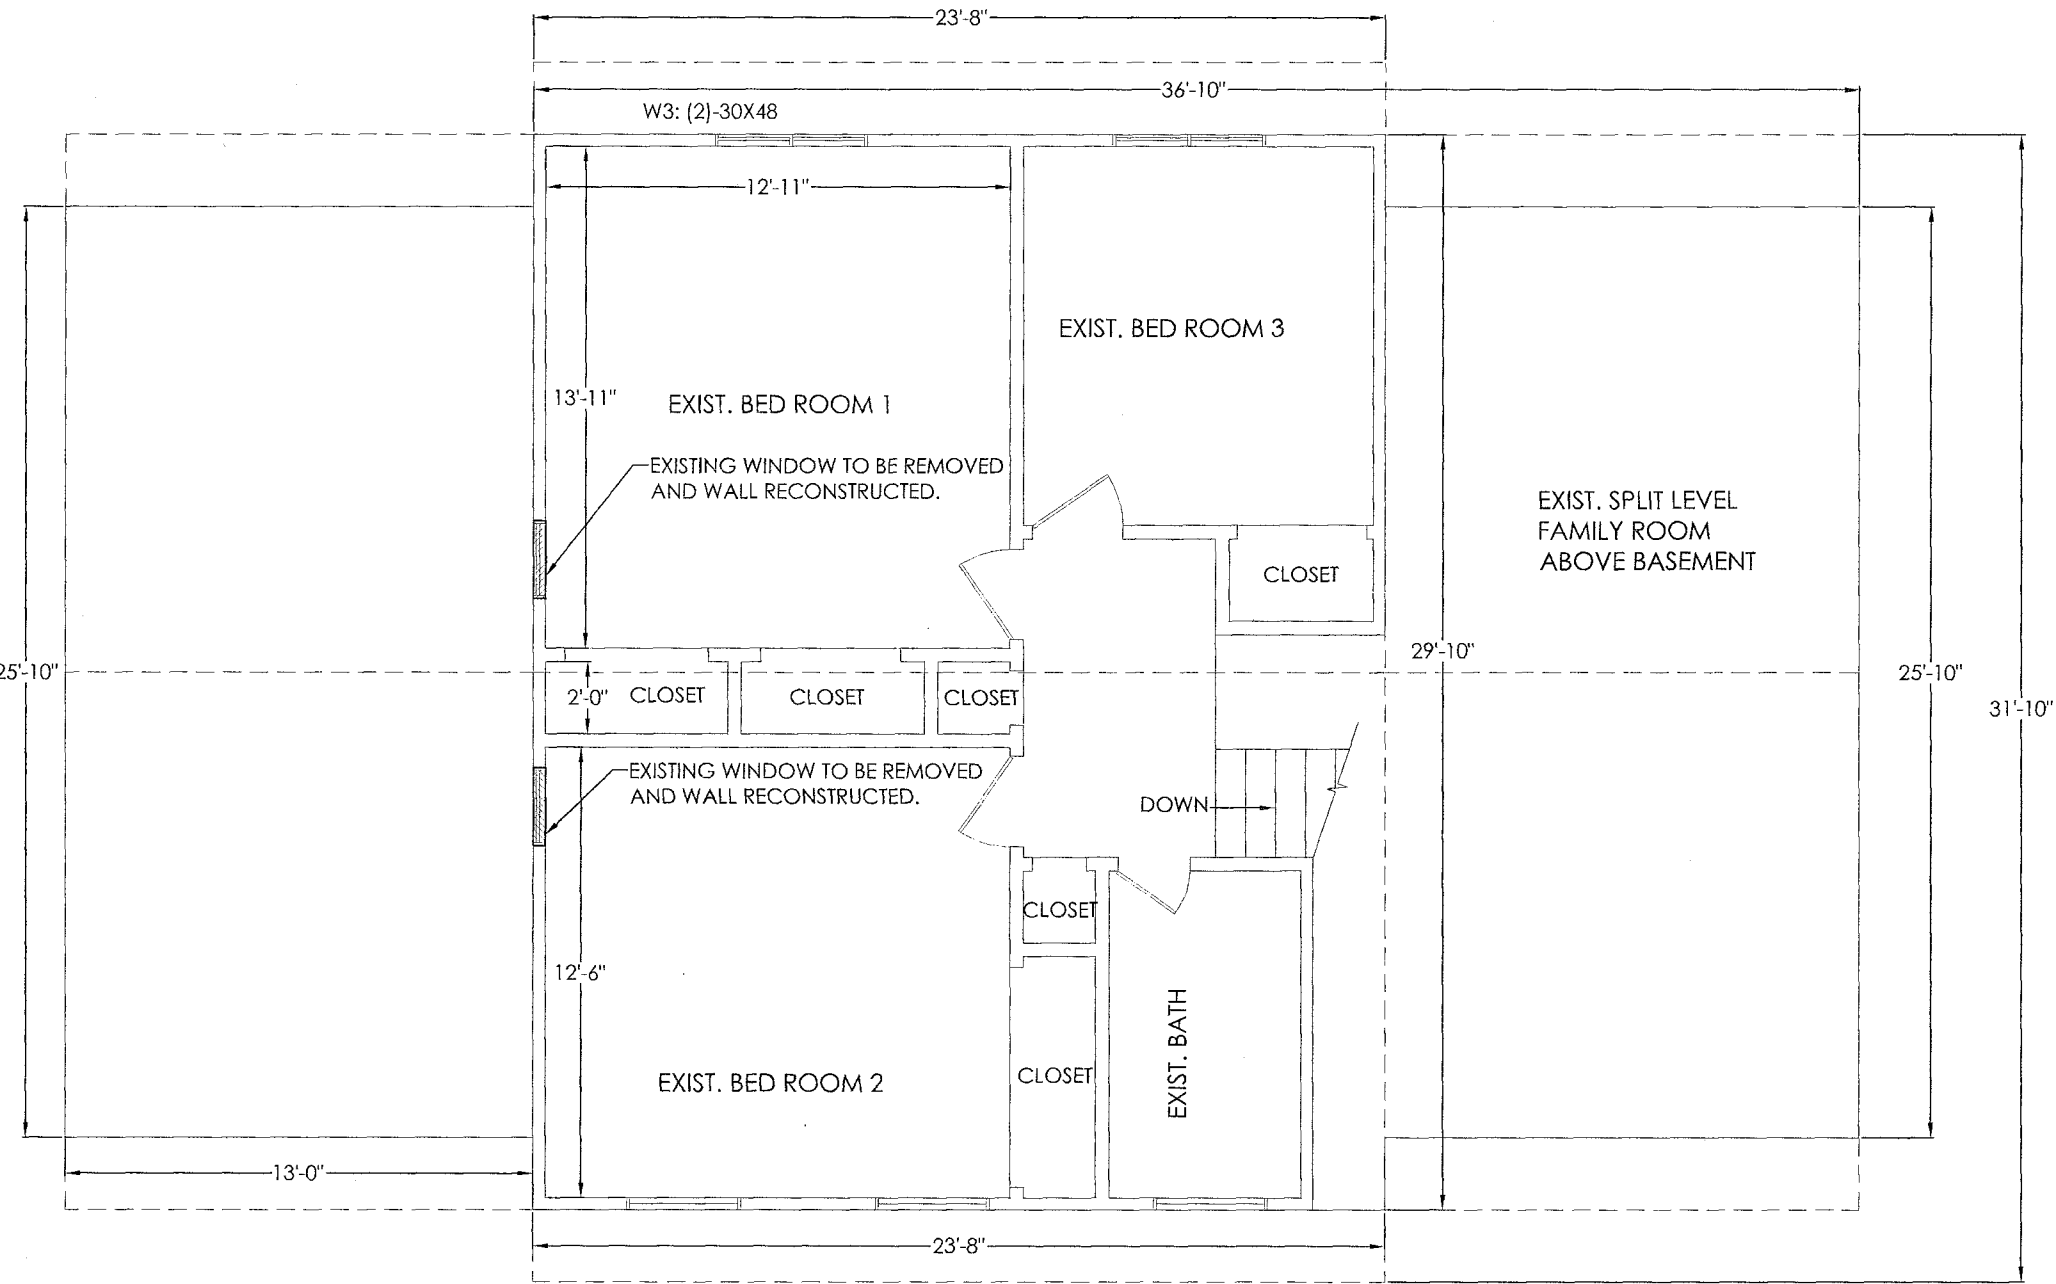 23'-8"
36'-10"
W3: (2)-30X48
12'-11"
EXIST. BED ROOM 3
13'-11"
EXIST. BED ROOM 1
EXISTING WINDOW TO BE REMOVED
AND WALL RECONSTRUCTED.
EXIST. SPLIT LEVEL
FAMILY ROOM
ABOVE BASEMENT
CLOSET
29'-10"
25'-10"
25'-10"
31'-10"
2'-0"
CLOSET
CLOSET
CLOSET
EXISTING WINDOW TO BE REMOVED
AND WALL RECONSTRUCTED.
DOWN
CLOSET
12'-6"
EXIST. BATH
CLOSET
EXIST. BED ROOM 2
13'-0"
23'-8"